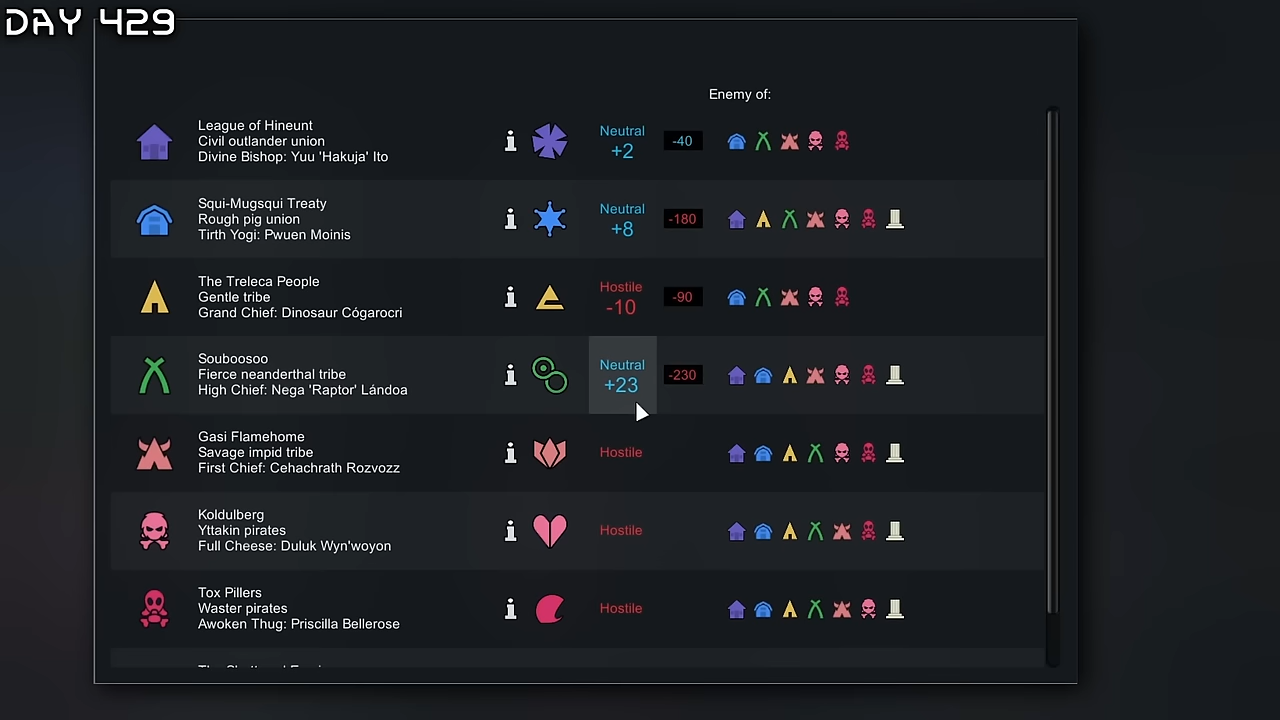 DAY 429
Enemy of:
League of Hineunt
Civil outlander union
Divine Bishop: Yuu 'Hakuja' Ito
Neutral
+2
-40
Squi-Mugsqui Treaty
Rough pig union
Tirth Yogi: Pwuen Moinis
Neutral
+8
-180
The Treleca People
Gentle tribe
Grand Chief: Dinosaur Cógarocri
Hostile
-10
-90
Souboosoo
Fierce neanderthal tribe
High Chief: Nega 'Raptor' Lándoa
Neutral
+23
-230
Gasi Flamehome
Savage impid tribe
First Chief: Cehachrath Rozvozz
Hostile
Koldulberg
Yttakin pirates
Full Cheese: Duluk Wyn'woyon
Hostile
Tox Pillers
Waster pirates
Awoken Thug: Priscilla Bellerose
Hostile